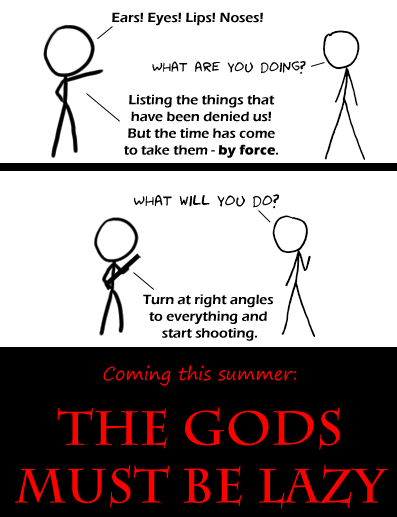 Ears! Eyes! Lips! Noses!
WHAT ARE YOU DOING?
Listing the things that
have been denied us!
But the time has come
to take them - by force.
WHAT WILL YOU DO?
Turn at right angles
to everything and
start shooting.
Coming this summer:
THE GODS
MUST BE LAZY